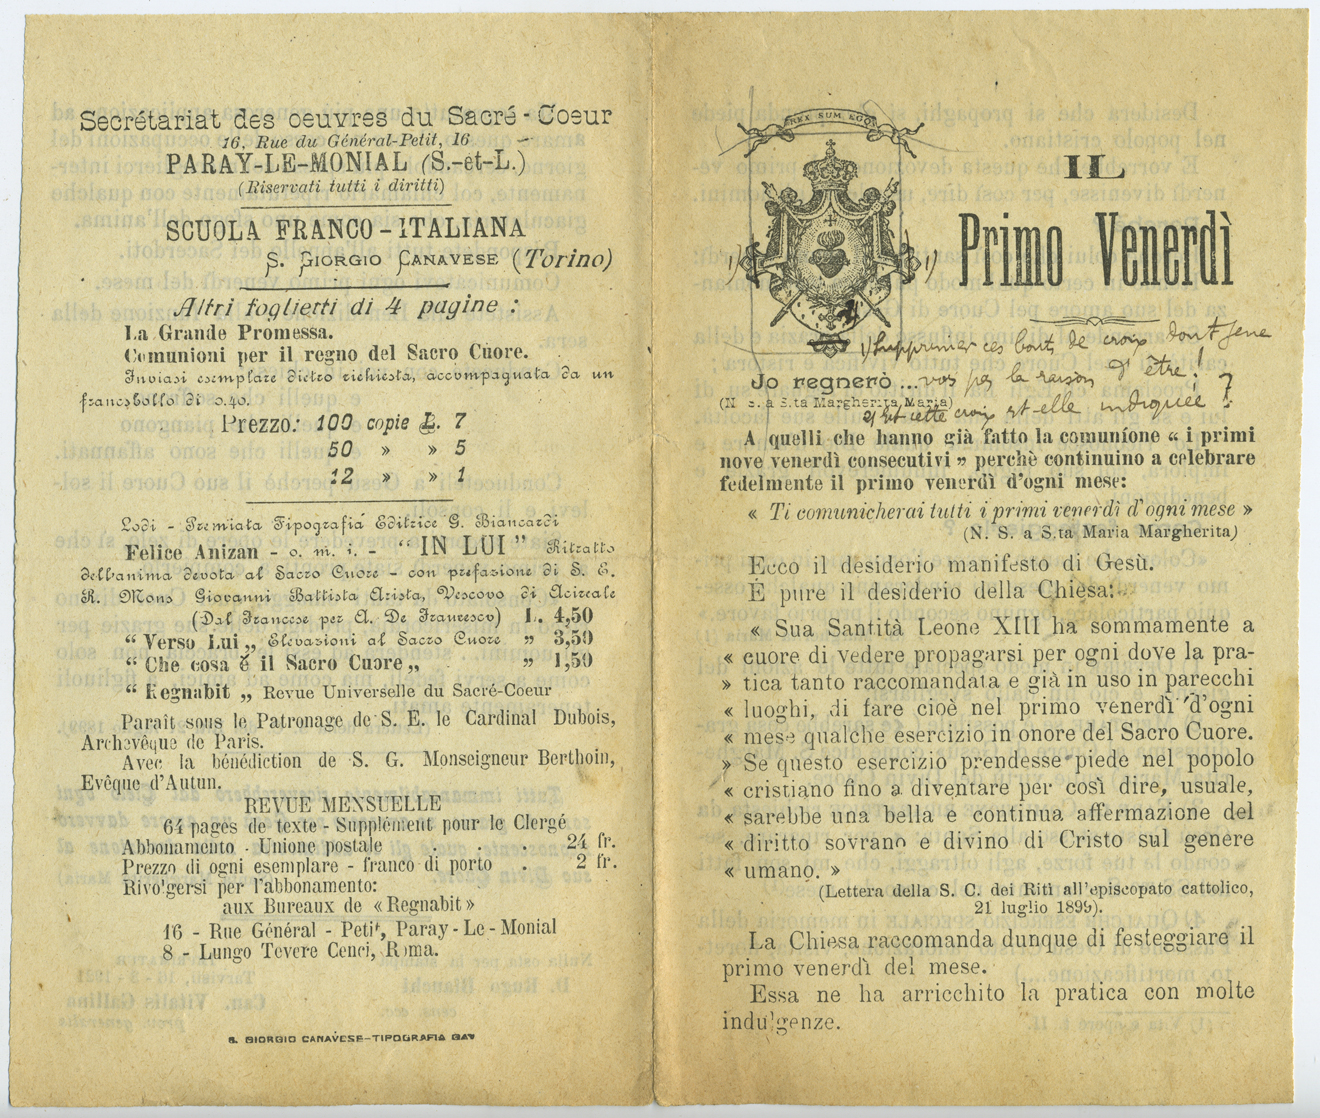 Secrétariat des oeuvres du Sacré-Coeur
16, Rue du Général-Petit, 16
PARAY-LE-MONIAL (S.-et-L.)
(Riservati tutti i diritti)
SCUOLA FRANCO-ITALIANA
S. GIORGIO CANAVESE (Torino)
Altri foglietti di 4 pagine :
La Grande Promessa.
Comunioni per il regno del Sacro Cuore.
Inviasi esemplare dietro richiesta, accompagnata da un
francobollo di 0.40.
Prezzo: 100 copie L. 7
50 » » 5
12 » » 1
Lodi - Premiata Tipografia Editrice G. Biancardi
Felice Anizan - o. m. i. - “ IN LUI ” Ritratto
dell'anima devota al Sacro Cuore - con prefazione di S. E.
R. Mons Giovanni Battista Arista, Vescovo di Acireale
(Dal Francese per A. De Francesco) L. 4,50
“ Verso Lui „ Elevazioni al Sacro Cuore ” 3,50
“ Che cosa è il Sacro Cuore „ ” 1,50
“ Regnabit „ Revue Universelle du Sacré-Coeur
Paraît sous le Patronage de S. E. le Cardinal Dubois,
Archevêque de Paris.
Avec la bénédiction de S. G. Monseigneur Berthoin,
Evêque d'Autun.
REVUE MENSUELLE
64 pages de texte - Supplément pour le Clergé
Abbonamento - Unione postale . . . 24 fr.
Prezzo di ogni esemplare - franco di porto . 2 fr.
Rivolgersi per l'abbonamento:
aux Bureaux de « Regnabit »
16 - Rue Général - Petit, Paray-Le-Monial
8 - Lungo Tevere Cenci, Roma.
S. GIORGIO CANAVESE-TIPOGRAFIA
REX SUM EGO
IL
Primo Venerdì
1) 1)
1) Supprimer ces bouts de croix dont je ne
Io regnerò ... vois pas la raison d'être !
(N. S. a S.ta Margherita Maria)
2) Et cette croix est-elle indiquée ?
A quelli che hanno già fatto la comunione “ i primi
nove venerdì consecutivi ” perchè continuino a celebrare
fedelmente il primo venerdì d'ogni mese:
« Ti comunicherai tutti i primi venerdì d'ogni mese »
(N. S. a S.ta Maria Margherita)
Ecco il desiderio manifesto di Gesù.
É pure il desiderio della Chiesa:
« Sua Santità Leone XIII ha sommamente a
« cuore di vedere propagarsi per ogni dove la pra-
» tica tanto raccomandata e già in uso in parecchi
« luoghi, di fare cioè nel primo venerdì d'ogni
« mese qualche esercizio in onore del Sacro Cuore.
» Se questo esercizio prendesse piede nel popolo
« cristiano fino a diventare per così dire, usuale,
« sarebbe una bella e continua affermazione del
« diritto sovrano e divino di Cristo sul genere
« umano. »
(Lettera della S. C. dei Riti all'episcopato cattolico,
21 luglio 1899).
La Chiesa raccomanda dunque di festeggiare il
primo venerdì del mese.
Essa ne ha arricchito la pratica con molte
indulgenze.